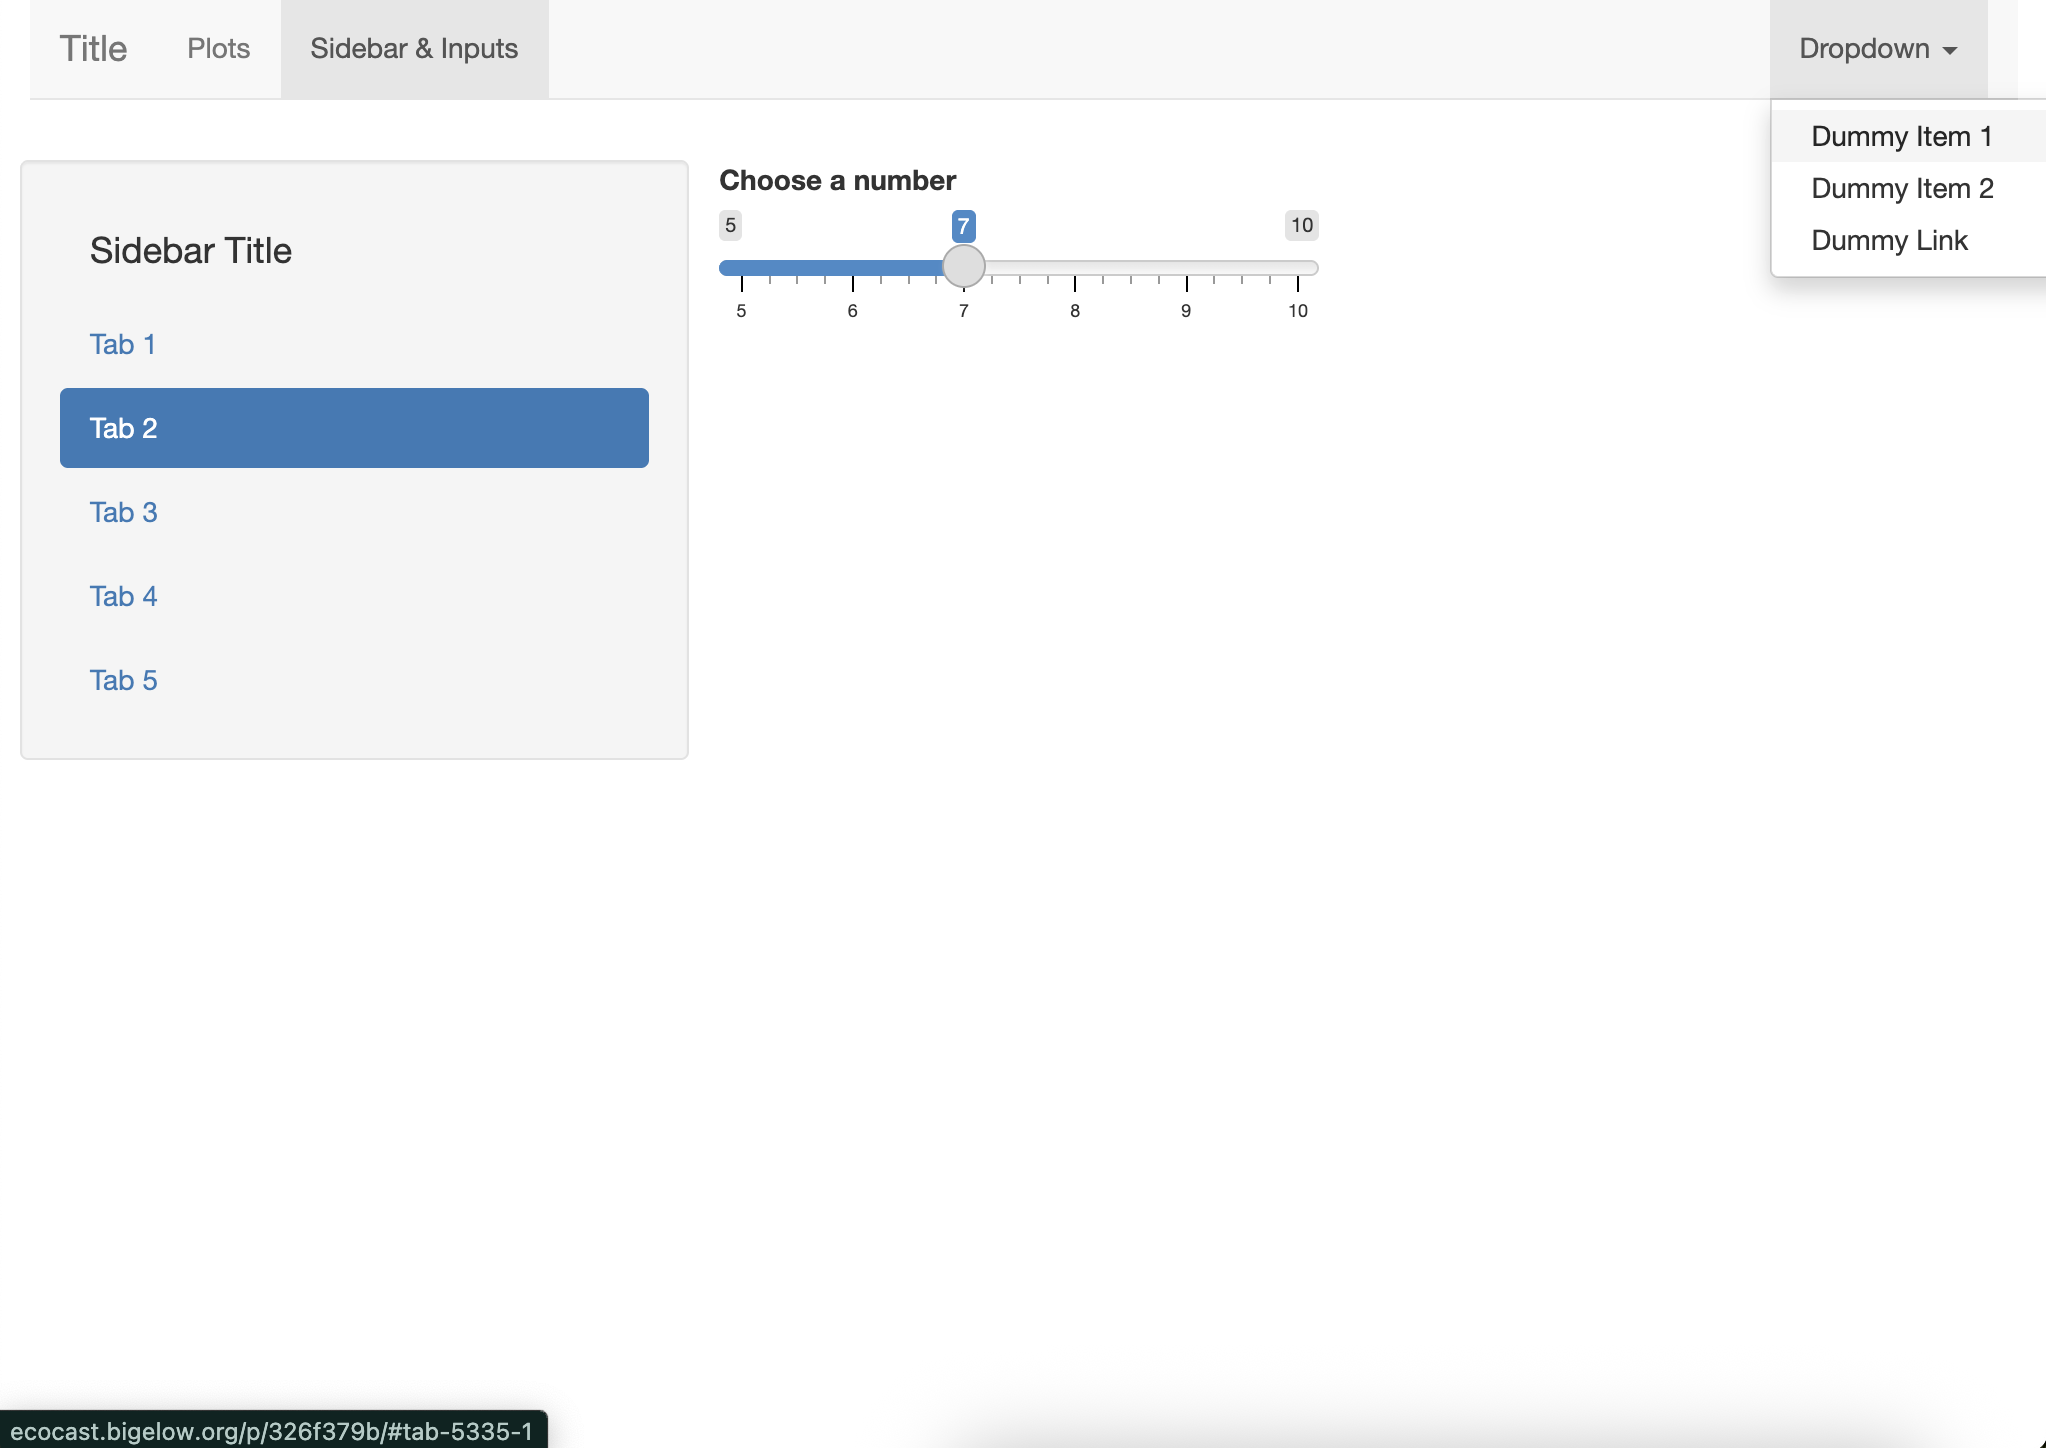 Title Plots Sidebar & Inputs Dropdown
Dummy Item 1
Dummy Item 2
Dummy Link
Sidebar Title
Tab 1
Tab 2
Tab 3
Tab 4
Tab 5
Choose a number
5 7 10
5 6 7 8 9 10
ecocast.bigelow.org/p/326f379b/#tab-5335-1